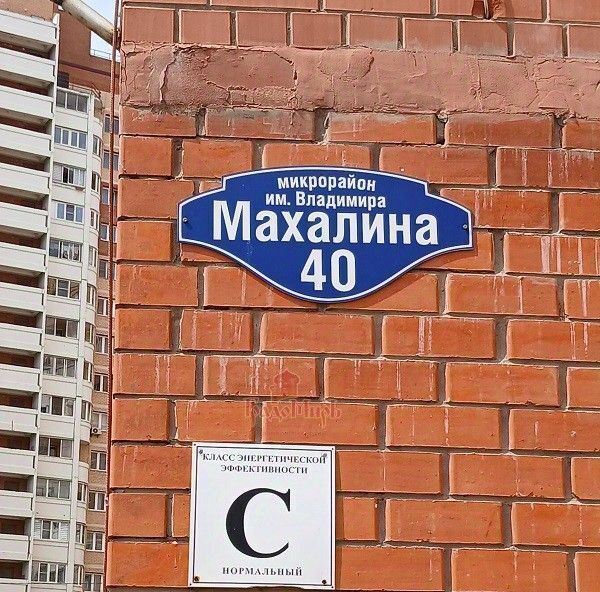 микрорайон
им. Владимира
Махалина
40
КЛАСС ЭНЕРГЕТИЧЕСКОЙ
ЭФФЕКТИВНОСТИ
С
НОРМАЛЬНЫЙ